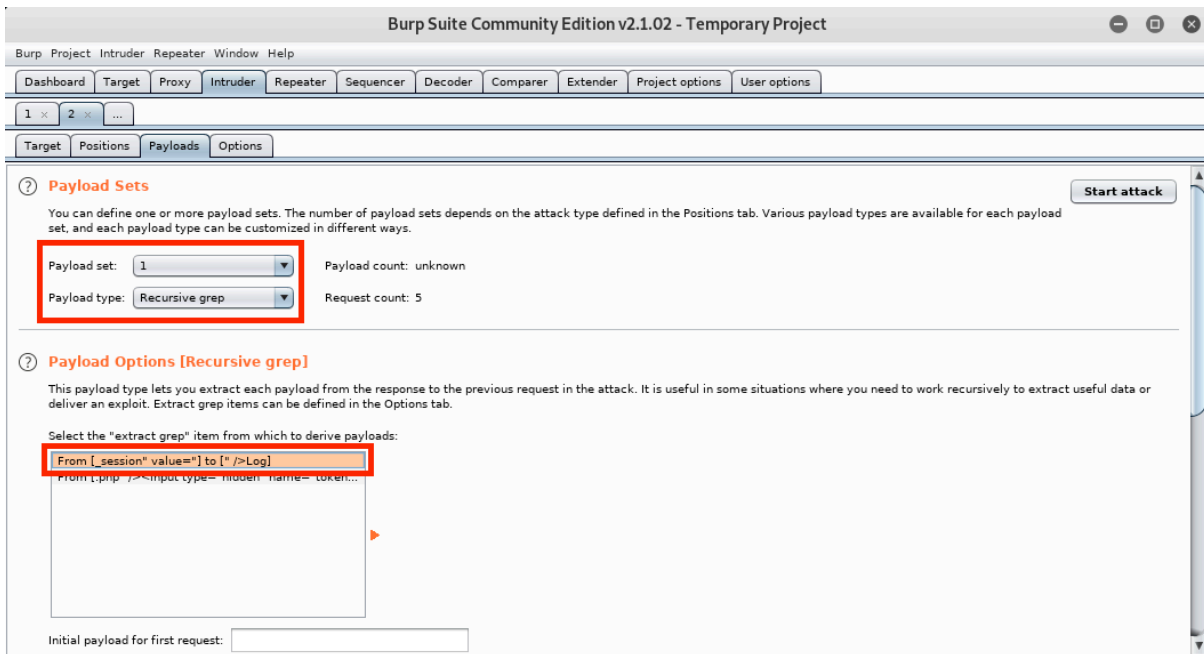 Burp Suite Community Edition v2.1.02 - Temporary Project
Burp Project Intruder Repeater Window Help
Dashboard Target Proxy Intruder Repeater Sequencer Decoder Comparer Extender Project options User options
1 × 2 × ...
Target Positions Payloads Options
? Payload Sets
Start attack
You can define one or more payload sets. The number of payload sets depends on the attack type defined in the Positions tab. Various payload types are available for each payload
set, and each payload type can be customized in different ways.
Payload set: 1 Payload count: unknown
Payload type: Recursive grep Request count: 5
? Payload Options [Recursive grep]
This payload type lets you extract each payload from the response to the previous request in the attack. It is useful in some situations where you need to work recursively to extract useful data or
deliver an exploit. Extract grep items can be defined in the Options tab.
Select the "extract grep" item from which to derive payloads:
From [_session" value="] to [" />Log]
From [.php" /><input type="hidden" name="token...
Initial payload for first request: